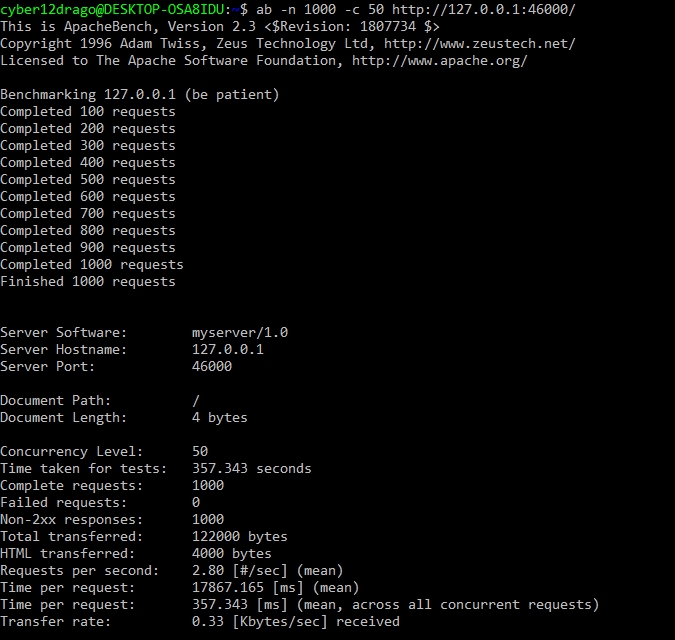 cyber12drago@DESKTOP-OSA8IDU:~$ ab -n 1000 -c 50 http://127.0.0.1:46000/
This is ApacheBench, Version 2.3 <$Revision: 1807734 $>
Copyright 1996 Adam Twiss, Zeus Technology Ltd, http://www.zeustech.net/
Licensed to The Apache Software Foundation, http://www.apache.org/
Benchmarking 127.0.0.1 (be patient)
Completed 100 requests
Completed 200 requests
Completed 300 requests
Completed 400 requests
Completed 500 requests
Completed 600 requests
Completed 700 requests
Completed 800 requests
Completed 900 requests
Completed 1000 requests
Finished 1000 requests
Server Software: myserver/1.0
Server Hostname: 127.0.0.1
Server Port: 46000
Document Path: /
Document Length: 4 bytes
Concurrency Level: 50
Time taken for tests: 357.343 seconds
Complete requests: 1000
Failed requests: 0
Non-2xx responses: 1000
Total transferred: 122000 bytes
HTML transferred: 4000 bytes
Requests per second: 2.80 [#/sec] (mean)
Time per request: 17867.165 [ms] (mean)
Time per request: 357.343 [ms] (mean, across all concurrent requests)
Transfer rate: 0.33 [Kbytes/sec] received